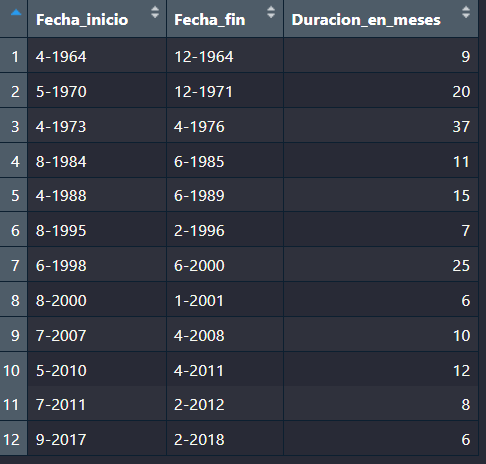 Fecha_inicio Fecha_fin Duracion_en_meses
1 4-1964 12-1964 9
2 5-1970 12-1971 20
3 4-1973 4-1976 37
4 8-1984 6-1985 11
5 4-1988 6-1989 15
6 8-1995 2-1996 7
7 6-1998 6-2000 25
8 8-2000 1-2001 6
9 7-2007 4-2008 10
10 5-2010 4-2011 12
11 7-2011 2-2012 8
12 9-2017 2-2018 6